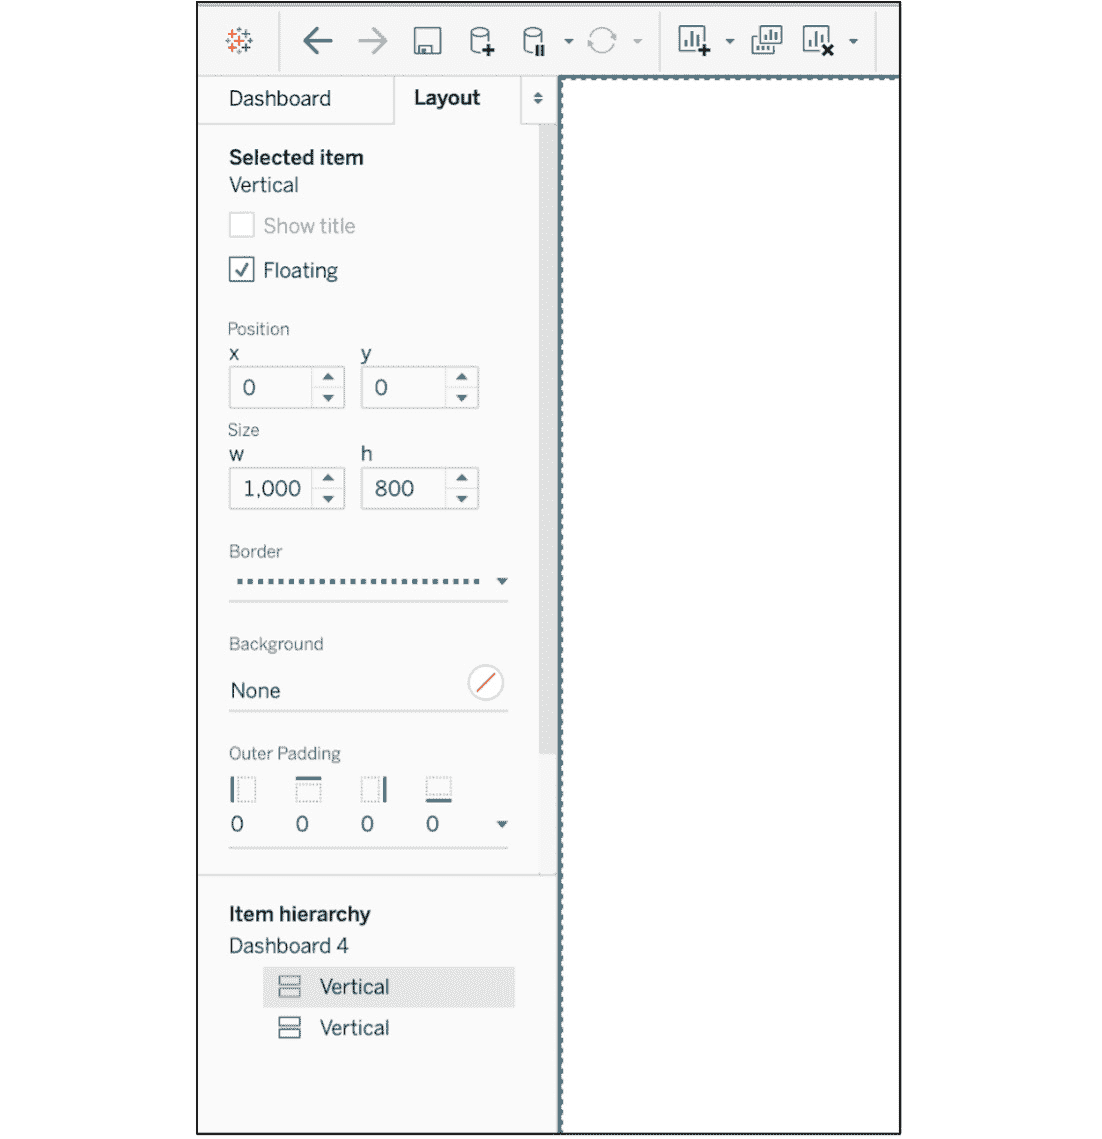 Dashboard Layout
Selected item
Vertical
Show title
Floating
Position
x y
0 0
Size
w h
1,000 800
Border
Background
None
Outer Padding
0 0 0 0
Item hierarchy
Dashboard 4
Vertical
Vertical